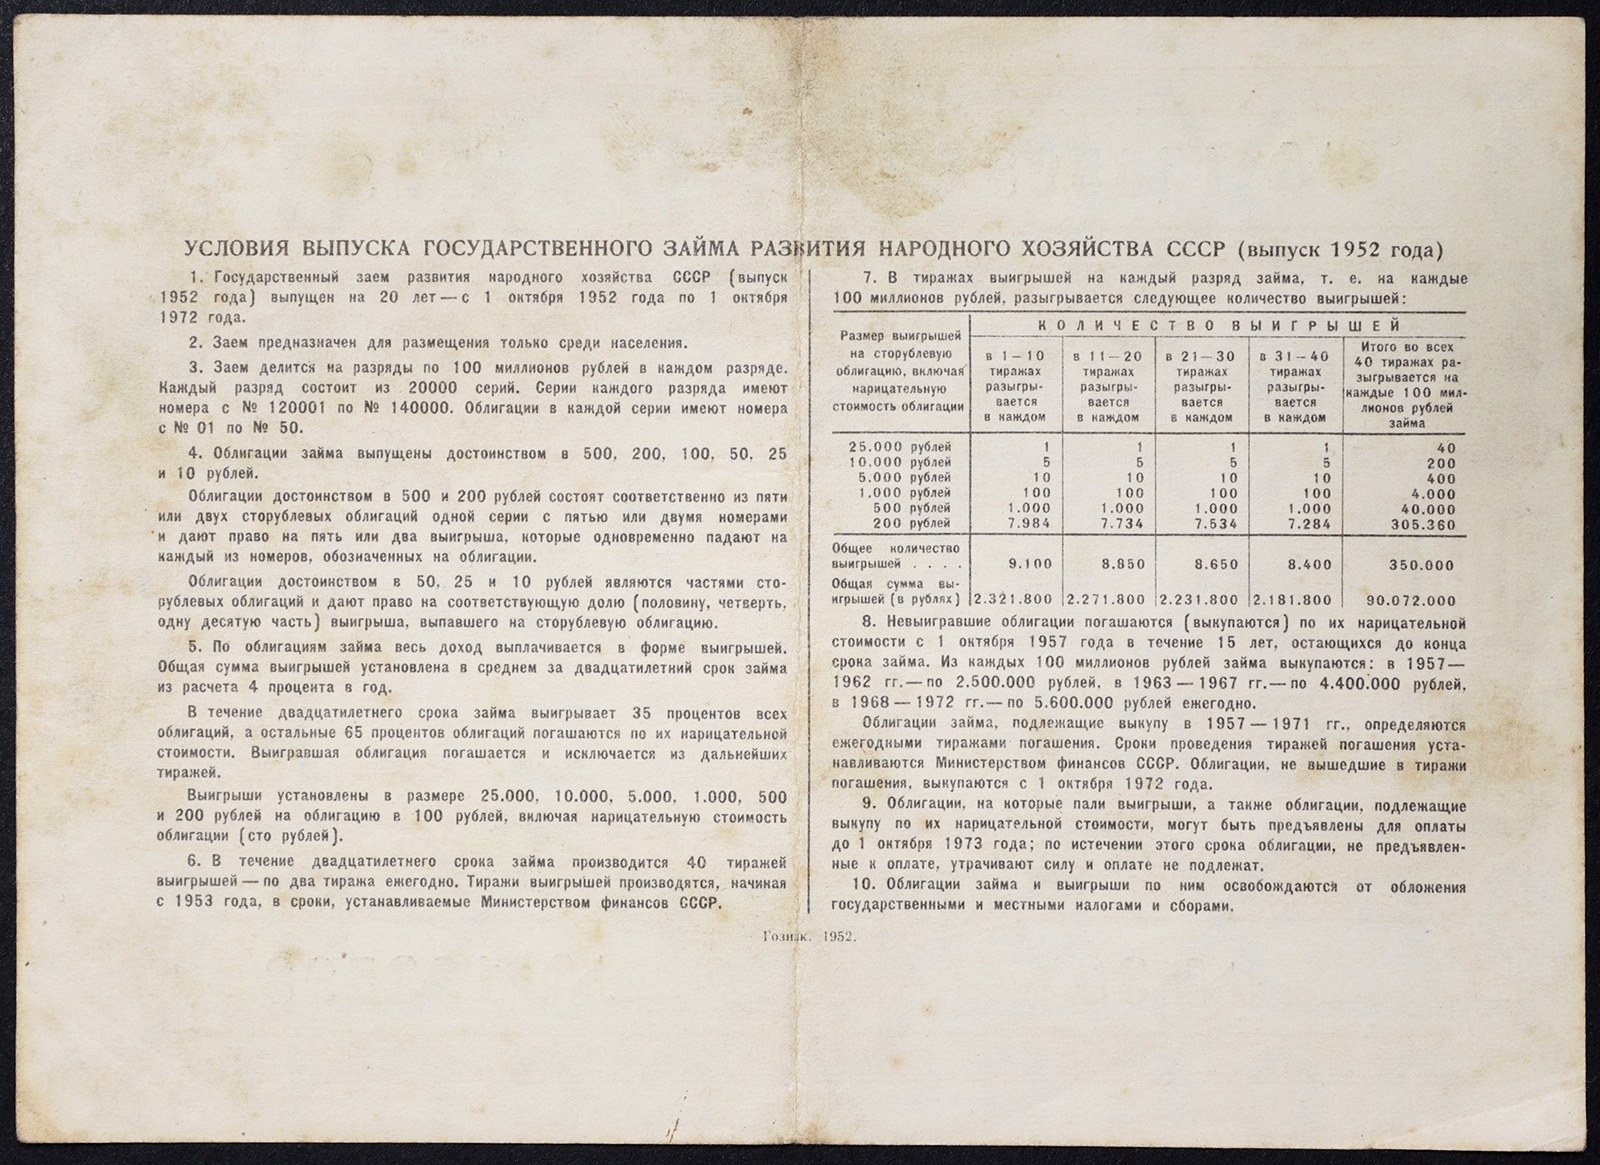 УСЛОВИЯ ВЫПУСКА ГОСУДАРСТВЕННОГО ЗАЙМА РАЗВИТИЯ НАРОДНОГО ХОЗЯЙСТВА СССР (выпуск 1952 года)
1. Государственный заем развития народного хозяйства СССР (выпуск
1952 года) выпущен на 20 лет — с 1 октября 1952 года по 1 октября
1972 года.
2. Заем предназначен для размещения только среди населения.
3. Заем делится на разряды по 100 миллионов рублей в каждом разряде.
Каждый разряд состоит из 20000 серий. Серии каждого разряда имеют
номера с № 120001 по № 140000. Облигации в каждой серии имеют номера
с № 01 по № 50.
4. Облигации займа выпущены достоинством в 500, 200, 100, 50, 25
и 10 рублей.
Облигации достоинством в 500 и 200 рублей состоят соответственно из пяти
или двух сторублевых облигаций одной серии с пятью или двумя номерами
и дают право на пять или два выигрыша, которые одновременно падают на
каждый из номеров, обозначенных на облигации.
Облигации достоинством в 50, 25 и 10 рублей являются частями сто-
рублевых облигаций и дают право на соответствующую долю (половину, четверть,
одну десятую часть) выигрыша, выпавшего на сторублевую облигацию.
5. По облигациям займа весь доход выплачивается в форме выигрышей.
Общая сумма выигрышей установлена в среднем за двадцатилетний срок займа
из расчета 4 процента в год.
В течение двадцатилетнего срока займа выигрывает 35 процентов всех
облигаций, а остальные 65 процентов облигаций погашаются по их нарицательной
стоимости. Выигравшая облигация погашается и исключается из дальнейших
тиражей.
Выигрыши установлены в размере 25.000, 10.000, 5.000, 1.000, 500
и 200 рублей на облигацию в 100 рублей, включая нарицательную стоимость
облигации (сто рублей).
6. В течение двадцатилетнего срока займа производится 40 тиражей
выигрышей — по два тиража ежегодно. Тиражи выигрышей производятся, начиная
с 1953 года, в сроки, устанавливаемые Министерством финансов СССР.
7. В тиражах выигрышей на каждый разряд займа, т. е. на каждые
100 миллионов рублей, разыгрывается следующее количество выигрышей:
Размер выигрышей
на сторублевую
облигацию, включая
нарицательную
стоимость облигации
КОЛИЧЕСТВО ВЫИГРЫШЕЙ
в 1 — 10
тиражах
разыгры-
вается
в каждом
в 11 — 20
тиражах
разыгры-
вается
в каждом
в 21 — 30
тиражах
разыгры-
вается
в каждом
в 31 — 40
тиражах
разыгры-
вается
в каждом
Итого во всех
40 тиражах ра-
зыгрывается на
каждые 100 мил-
лионов рублей
займа
25.000 рублей 1 1 1 1 40
10.000 рублей 5 5 5 5 200
5.000 рублей 10 10 10 10 400
1.000 рублей 100 100 100 100 4.000
500 рублей 1.000 1.000 1.000 1.000 40.000
200 рублей 7.984 7.734 7.534 7.284 305.360
Общее количество
выигрышей . . . . 9.100 8.850 8.650 8.400 350.000
Общая сумма вы-
игрышей (в рублях) 2.321.800 2.271.800 2.231.800 2.181.800 90.072.000
8. Невыигравшие облигации погашаются (выкупаются) по их нарицательной
стоимости с 1 октября 1957 года в течение 15 лет, остающихся до конца
срока займа. Из каждых 100 миллионов рублей займа выкупаются: в 1957 —
1962 гг. — по 2.500.000 рублей, в 1963 — 1967 гг. — по 4.400.000 рублей,
в 1968 — 1972 гг. — по 5.600.000 рублей ежегодно.
Облигации займа, подлежащие выкупу в 1957 — 1971 гг., определяются
ежегодными тиражами погашения. Сроки проведения тиражей погашения уста-
навливаются Министерством финансов СССР. Облигации, не вышедшие в тиражи
погашения, выкупаются с 1 октября 1972 года.
9. Облигации, на которые пали выигрыши, а также облигации, подлежащие
выкупу по их нарицательной стоимости, могут быть предъявлены для оплаты
до 1 октября 1973 года; по истечении этого срока облигации, не предъявлен-
ные к оплате, утрачивают силу и оплате не подлежат.
10. Облигации займа и выигрыши по ним освобождаются от обложения
государственными и местными налогами и сборами.
Гознак. 1952.